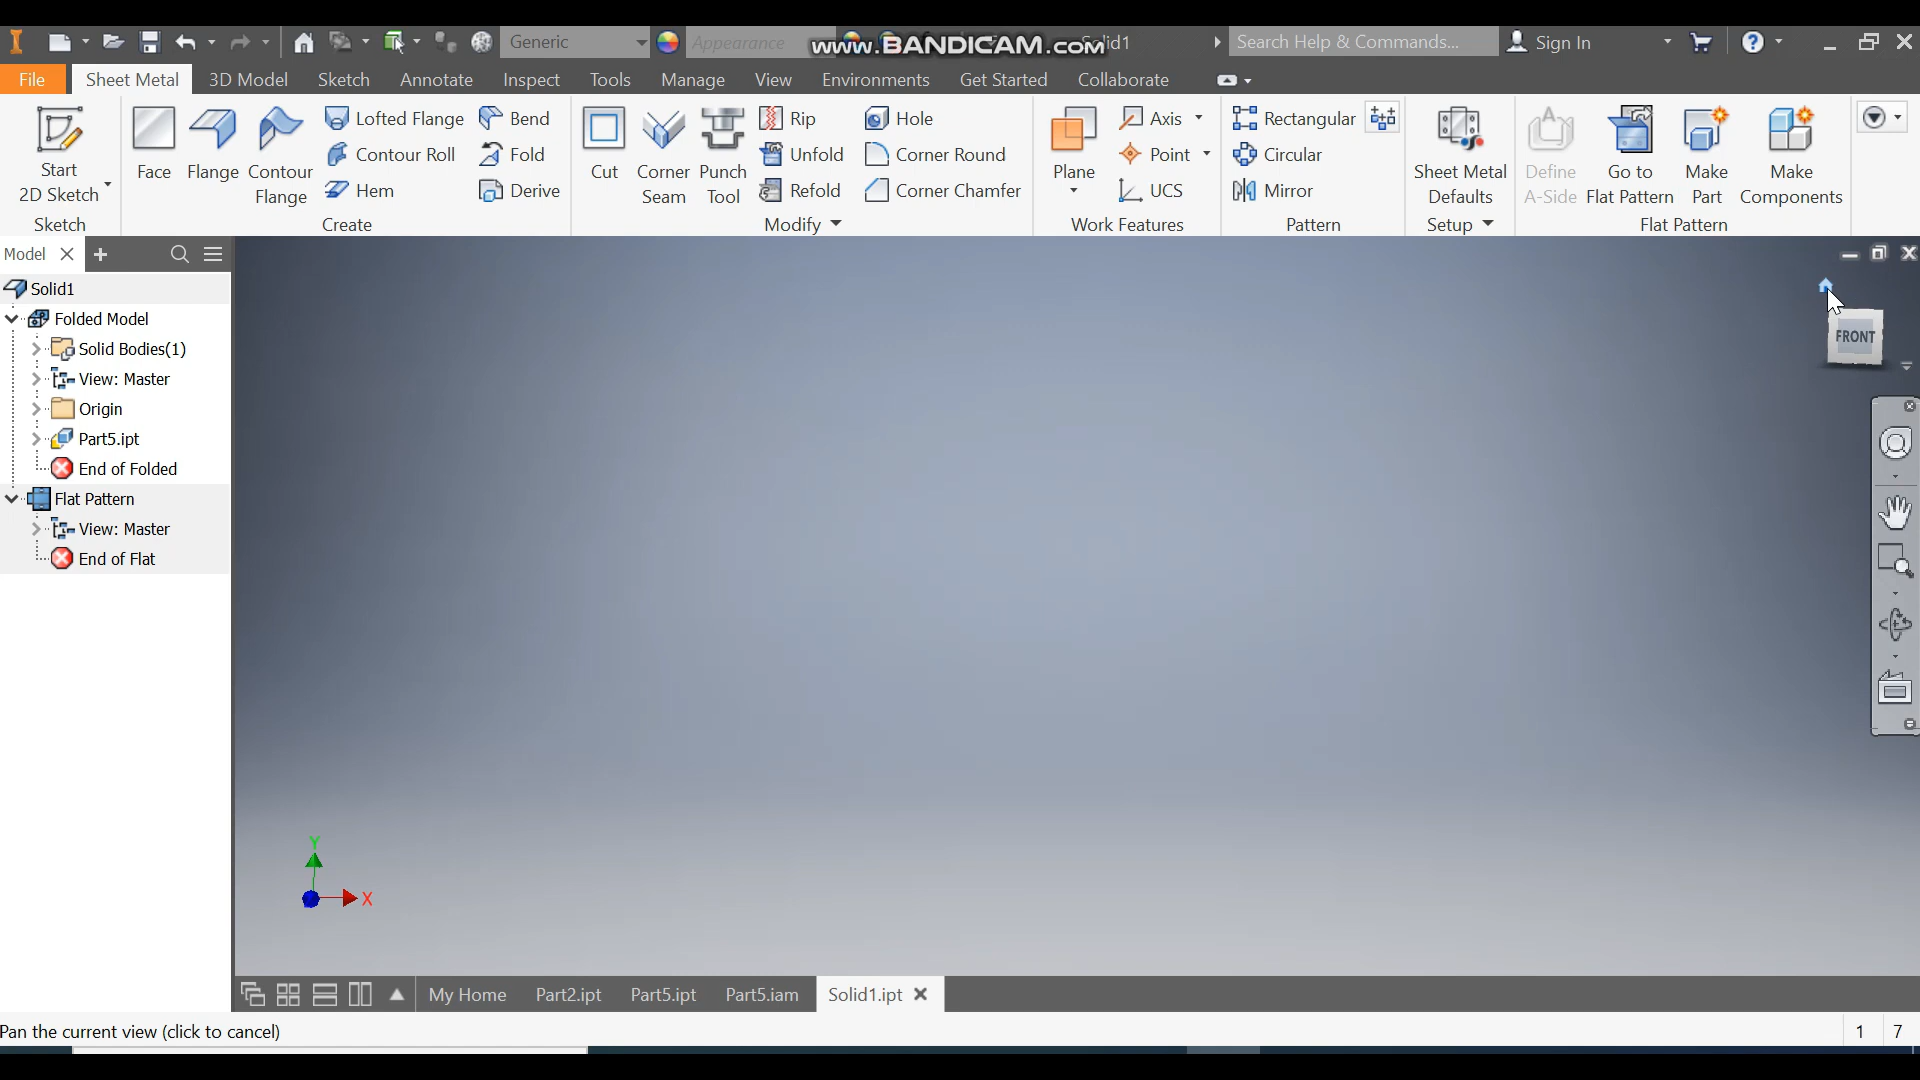 Generic
Appearance
www.BANDICAM.com
Solid1
Search Help & Commands...
Sign In
File
Sheet Metal
3D Model
Sketch
Annotate
Inspect
Tools
Manage
View
Environments
Get Started
Collaborate
Start
2D Sketch
Sketch
Face
Flange
Contour
Flange
Lofted Flange
Contour Roll
Hem
Bend
Fold
Derive
Create
Cut
Corner
Seam
Punch
Tool
Rip
Unfold
Refold
Hole
Corner Round
Corner Chamfer
Modify
Plane
Axis
Point
UCS
Work Features
Rectangular
Circular
Mirror
Pattern
Sheet Metal
Defaults
Setup
Define
A-Side
Go to
Flat Pattern
Make
Part
Make
Components
Flat Pattern
Model
Solid1
Folded Model
Solid Bodies(1)
View: Master
Origin
Part5.ipt
End of Folded
Flat Pattern
View: Master
End of Flat
FRONT
Y
X
My Home
Part2.ipt
Part5.ipt
Part5.iam
Solid1.ipt
Pan the current view (click to cancel)
1
7